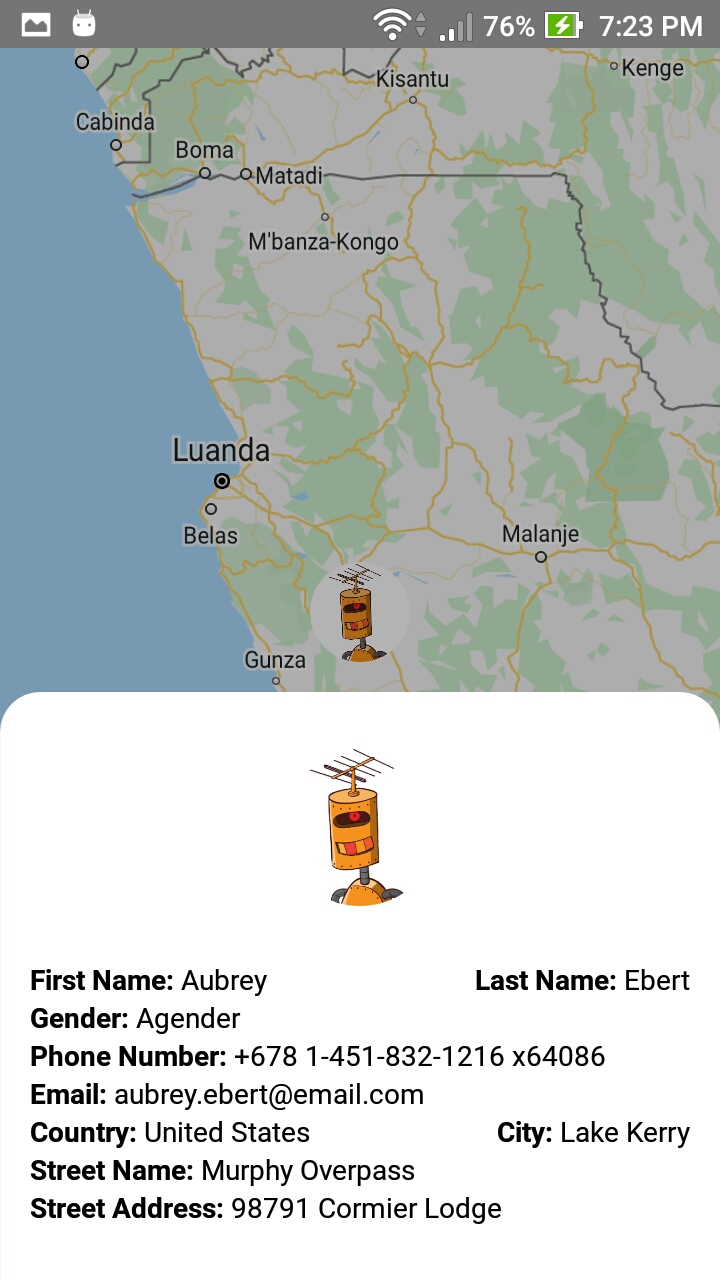 76% 7:23 PM
Kisantu
Kenge
Cabinda
Boma
Matadi
M'banza-Kongo
Luanda
Belas
Malanje
Gunza
First Name: Aubrey Last Name: Ebert
Gender: Agender
Phone Number: +678 1-451-832-1216 x64086
Email: aubrey.ebert@email.com
Country: United States City: Lake Kerry
Street Name: Murphy Overpass
Street Address: 98791 Cormier Lodge